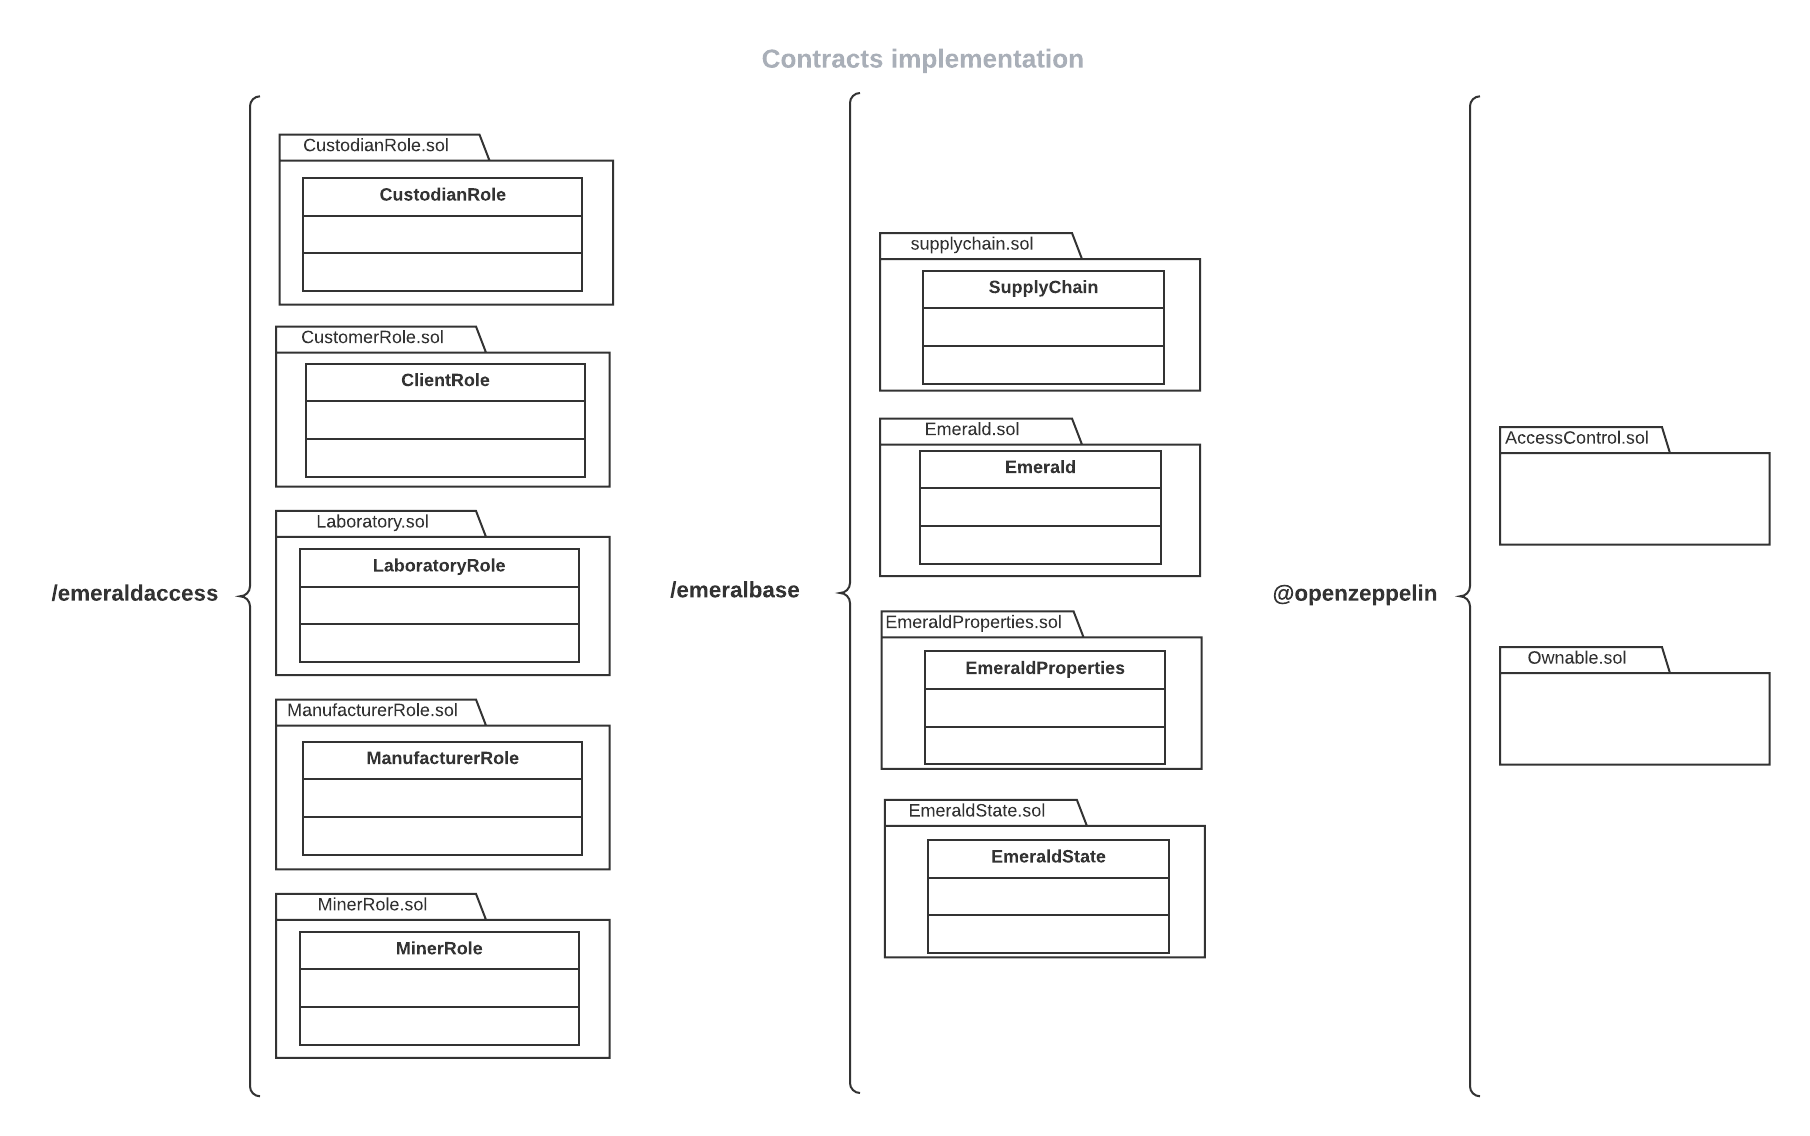 Contracts implementation
/emeraldaccess
CustodianRole.sol
CustodianRole
CustomerRole.sol
ClientRole
Laboratory.sol
LaboratoryRole
ManufacturerRole.sol
ManufacturerRole
MinerRole.sol
MinerRole
/emeralbase
supplychain.sol
SupplyChain
Emerald.sol
Emerald
EmeraldProperties.sol
EmeraldProperties
EmeraldState.sol
EmeraldState
@openzeppelin
AccessControl.sol
Ownable.sol